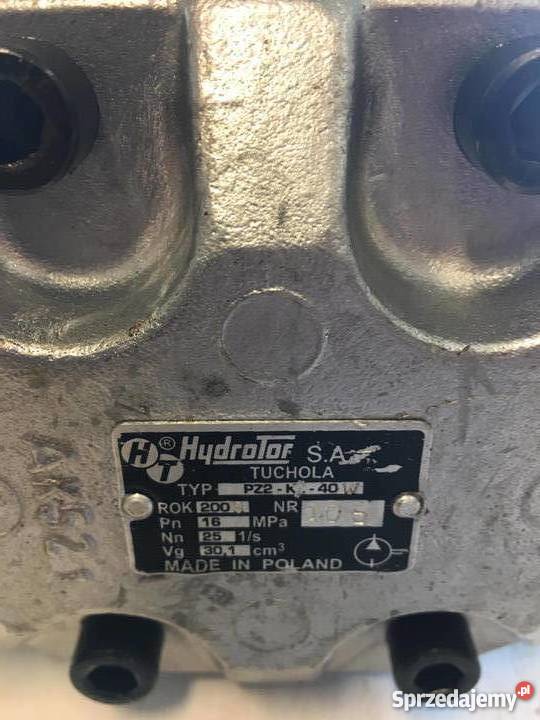 HT ® HydroToR S.A.
TUCHOLA
TYP PZ2-K -40
ROK 200 NR
Pn 16 MPa
Nn 25 1/s
Vg 30,1 cm³
MADE IN POLAND
Sprzedajemy.pl